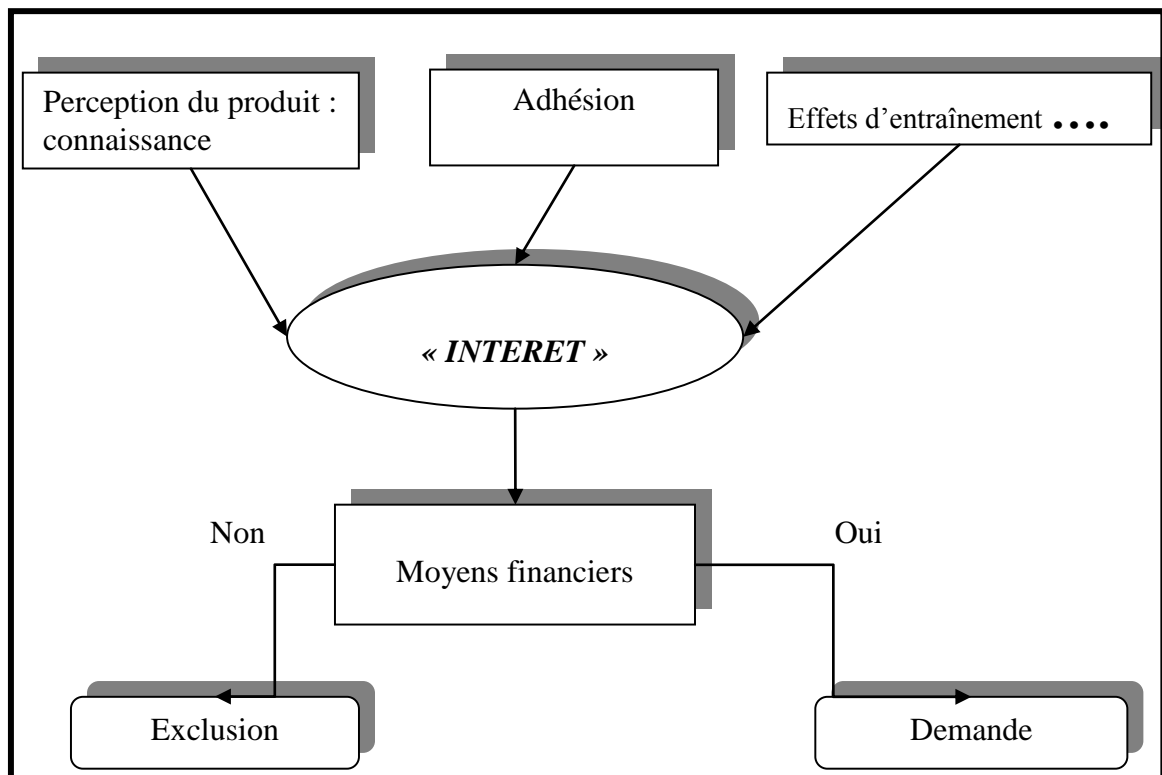 Perception du produit :
connaissance
Adhésion
Effets d’entraînement ....
« INTERET »
Non
Oui
Moyens financiers
Exclusion
Demande